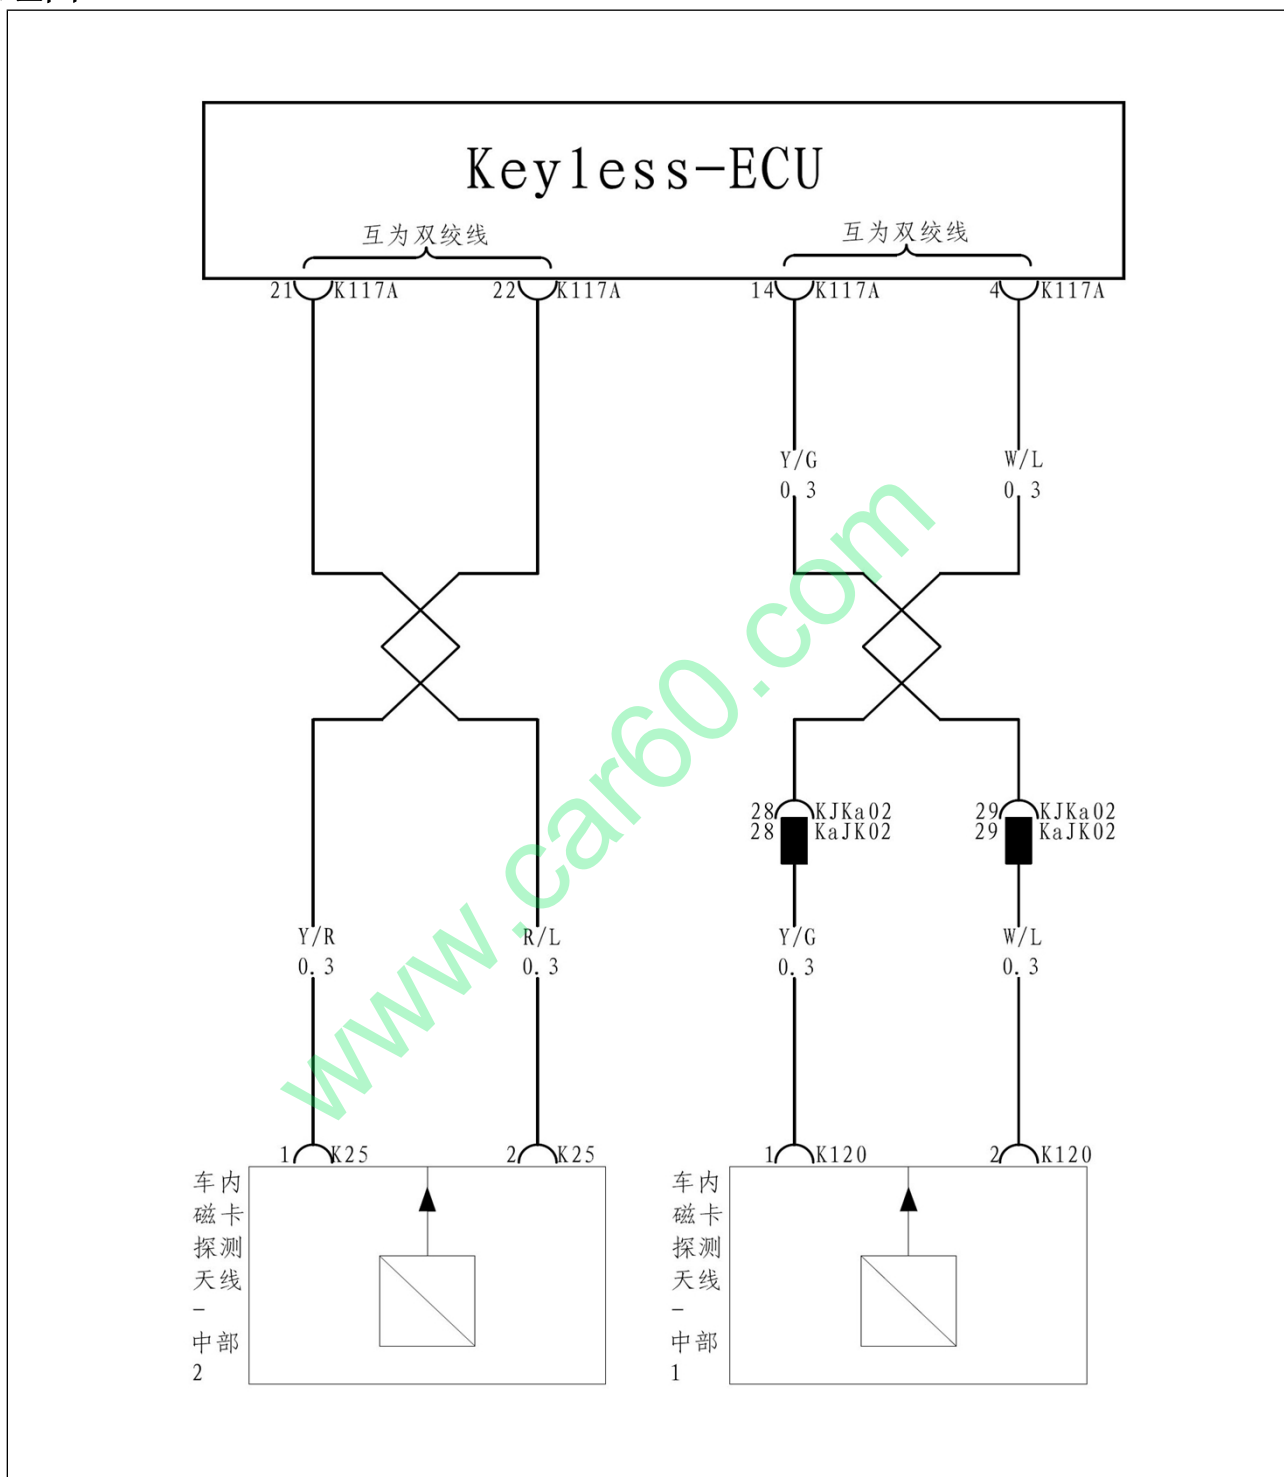 Keyless-ECU
互为双绞线 互为双绞线
21 K117A 22 K117A 14 K117A 4 K117A
Y/G W/L
0.3 0.3
28 KJKa02 29 KJKa02
28 KaJK02 29 KaJK02
Y/R R/L Y/G W/L
0.3 0.3 0.3 0.3
1 K25 2 K25 1 K120 2 K120
车内 车内
磁卡 磁卡
探测 探测
天线 天线
- -
中部 中部
2 1
www.car60.com